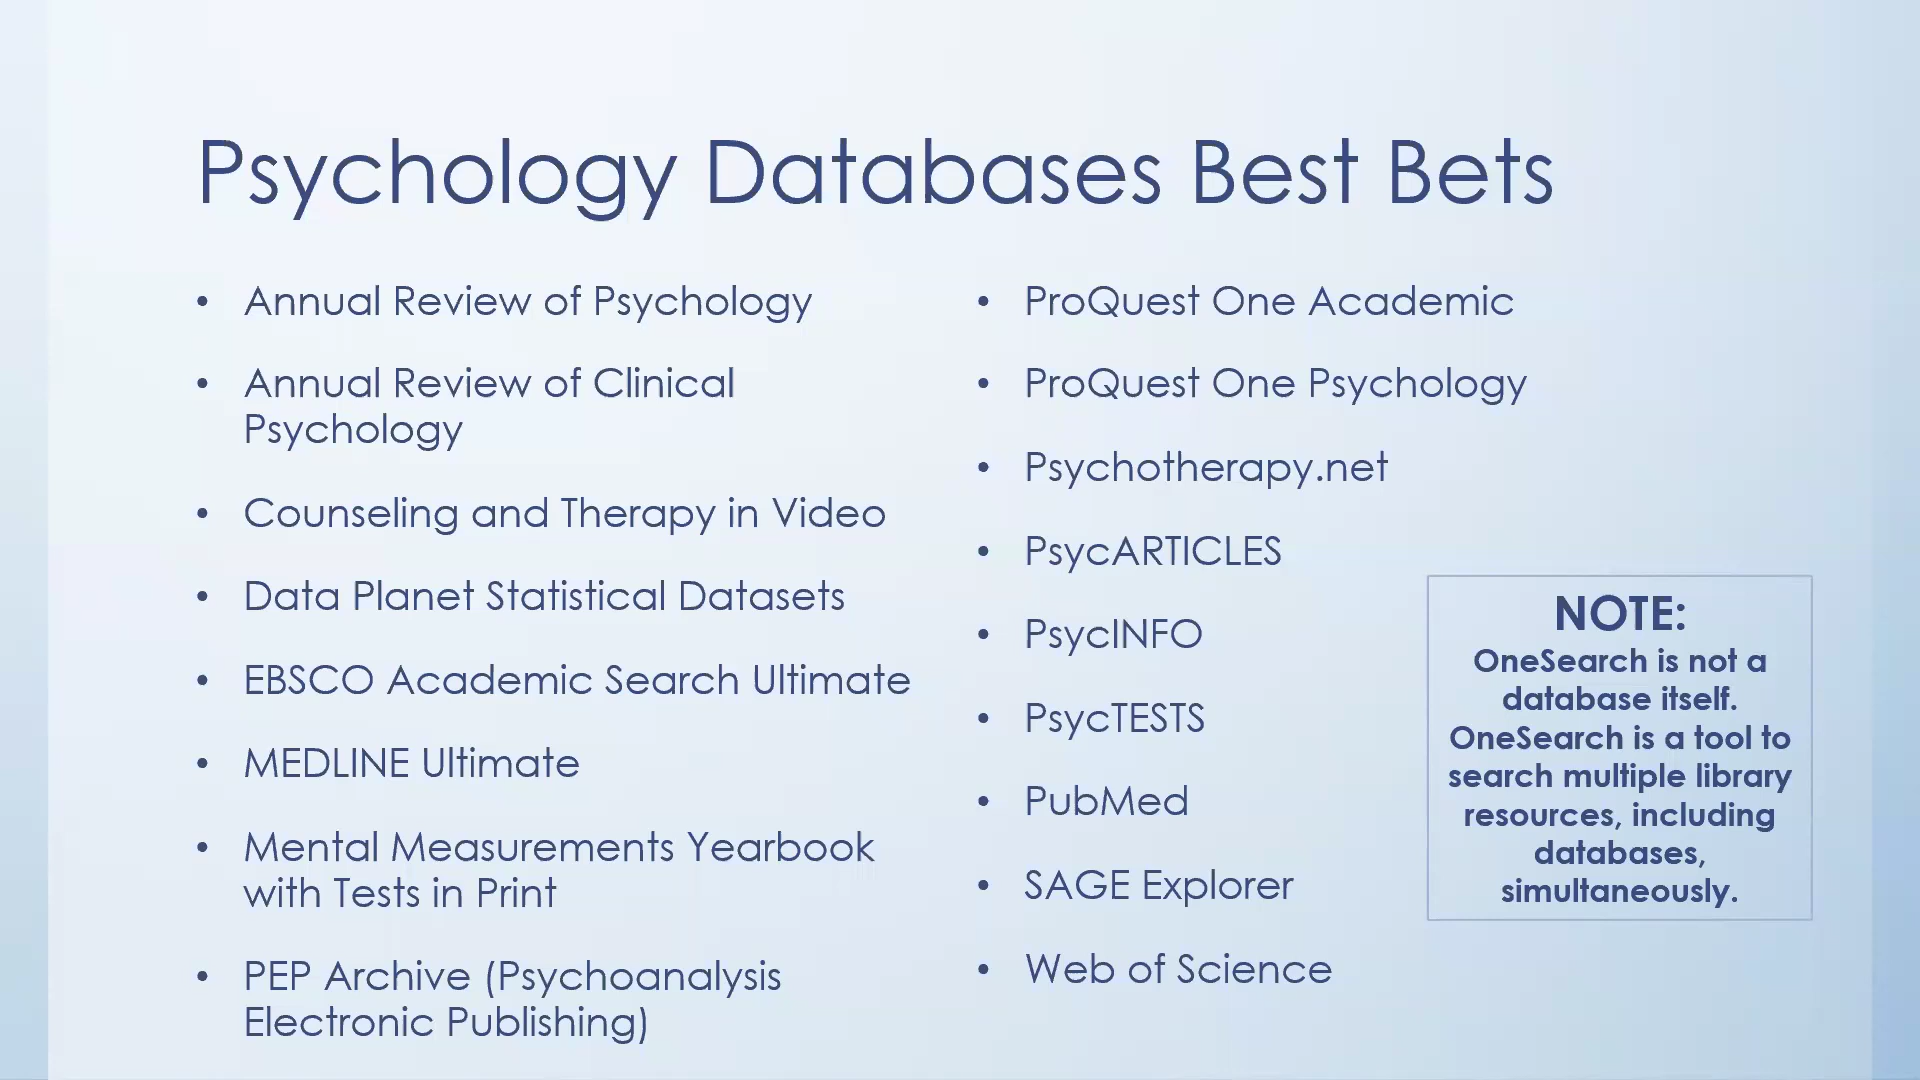 Psychology Databases Best Bets
• Annual Review of Psychology
• Annual Review of Clinical
Psychology
• Counseling and Therapy in Video
• Data Planet Statistical Datasets
• EBSCO Academic Search Ultimate
• MEDLINE Ultimate
• Mental Measurements Yearbook
with Tests in Print
• PEP Archive (Psychoanalysis
Electronic Publishing)
• ProQuest One Academic
• ProQuest One Psychology
• Psychotherapy.net
• PsycARTICLES
• PsycINFO
• PsycTESTS
• PubMed
• SAGE Explorer
• Web of Science
NOTE:
OneSearch is not a
database itself.
OneSearch is a tool to
search multiple library
resources, including
databases,
simultaneously.